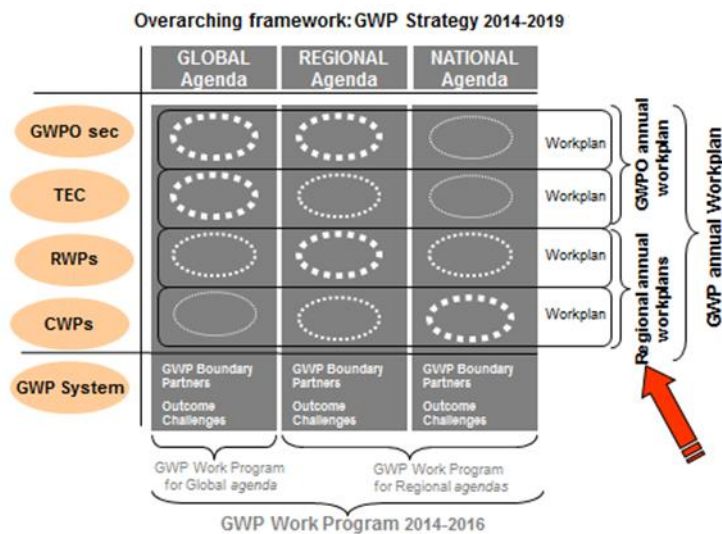 Overarching framework: GWP Strategy 2014-2019
GLOBAL
Agenda
REGIONAL
Agenda
NATIONAL
Agenda
GWPO sec
Workplan
TEC
Workplan
RWPs
Workplan
CWPs
Workplan
GWPO annual
workplan
Regional annual
workplans
GWP annual Workplan
GWP System
GWP Boundary
Partners
Outcome
Challenges
GWP Boundary
Partners
Outcome
Challenges
GWP Boundary
Partners
Outcome
Challenges
GWP Work Program
for Global agenda
GWP Work Program
for Regional agendas
GWP Work Program 2014-2016